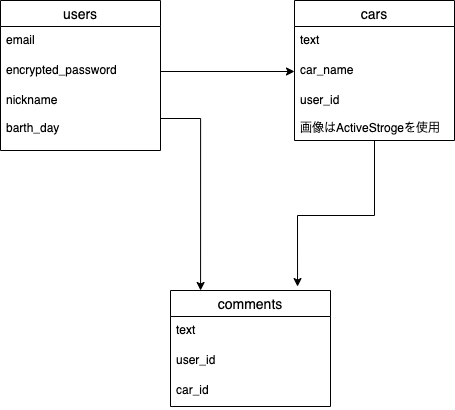 users
email
encrypted_password
nickname
barth_day
cars
text
car_name
user_id
画像はActiveStrogeを使用
comments
text
user_id
car_id